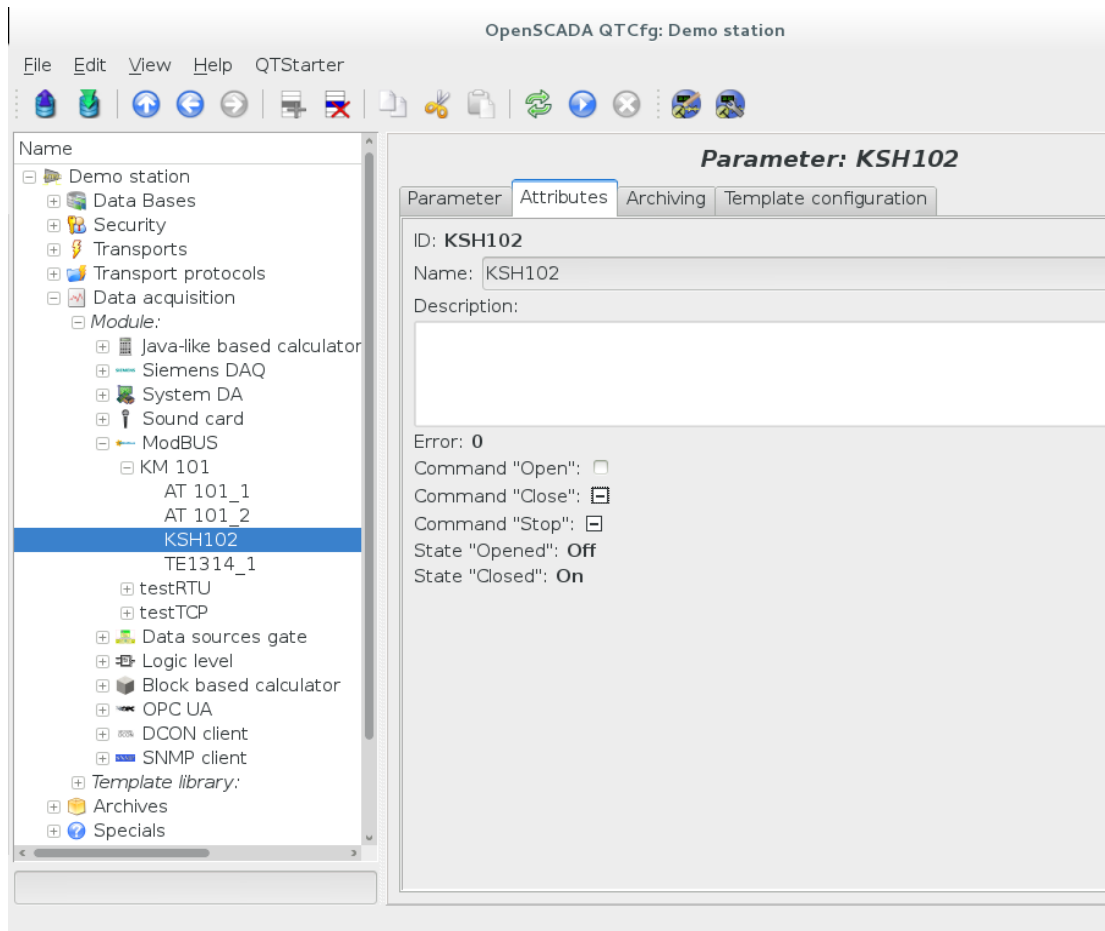 OpenSCADA QTCfg: Demo station
File Edit View Help QTStarter
Name
Demo station
Data Bases
Security
Transports
Transport protocols
Data acquisition
Module:
Java-like based calculator
Siemens DAQ
System DA
Sound card
ModBUS
KM 101
AT 101_1
AT 101_2
KSH102
TE1314_1
testRTU
testTCP
Data sources gate
Logic level
Block based calculator
OPC UA
DCON client
SNMP client
Template library:
Archives
Specials
Parameter: KSH102
Parameter Attributes Archiving Template configuration
ID: KSH102
Name: KSH102
Description:
Error: 0
Command "Open":
Command "Close":
Command "Stop":
State "Opened": Off
State "Closed": On